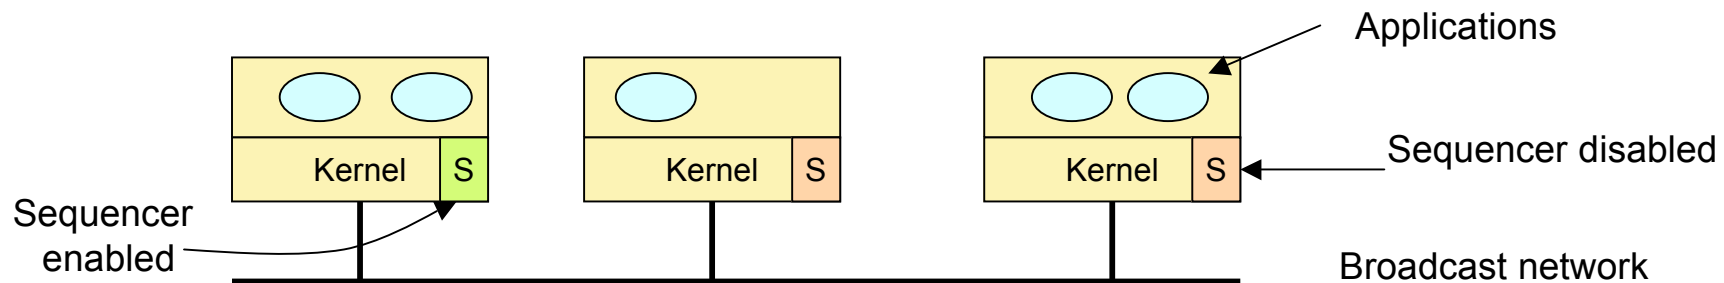 Applications
Kernel S
Kernel S
Kernel S
Sequencer disabled
Sequencer
enabled
Broadcast network